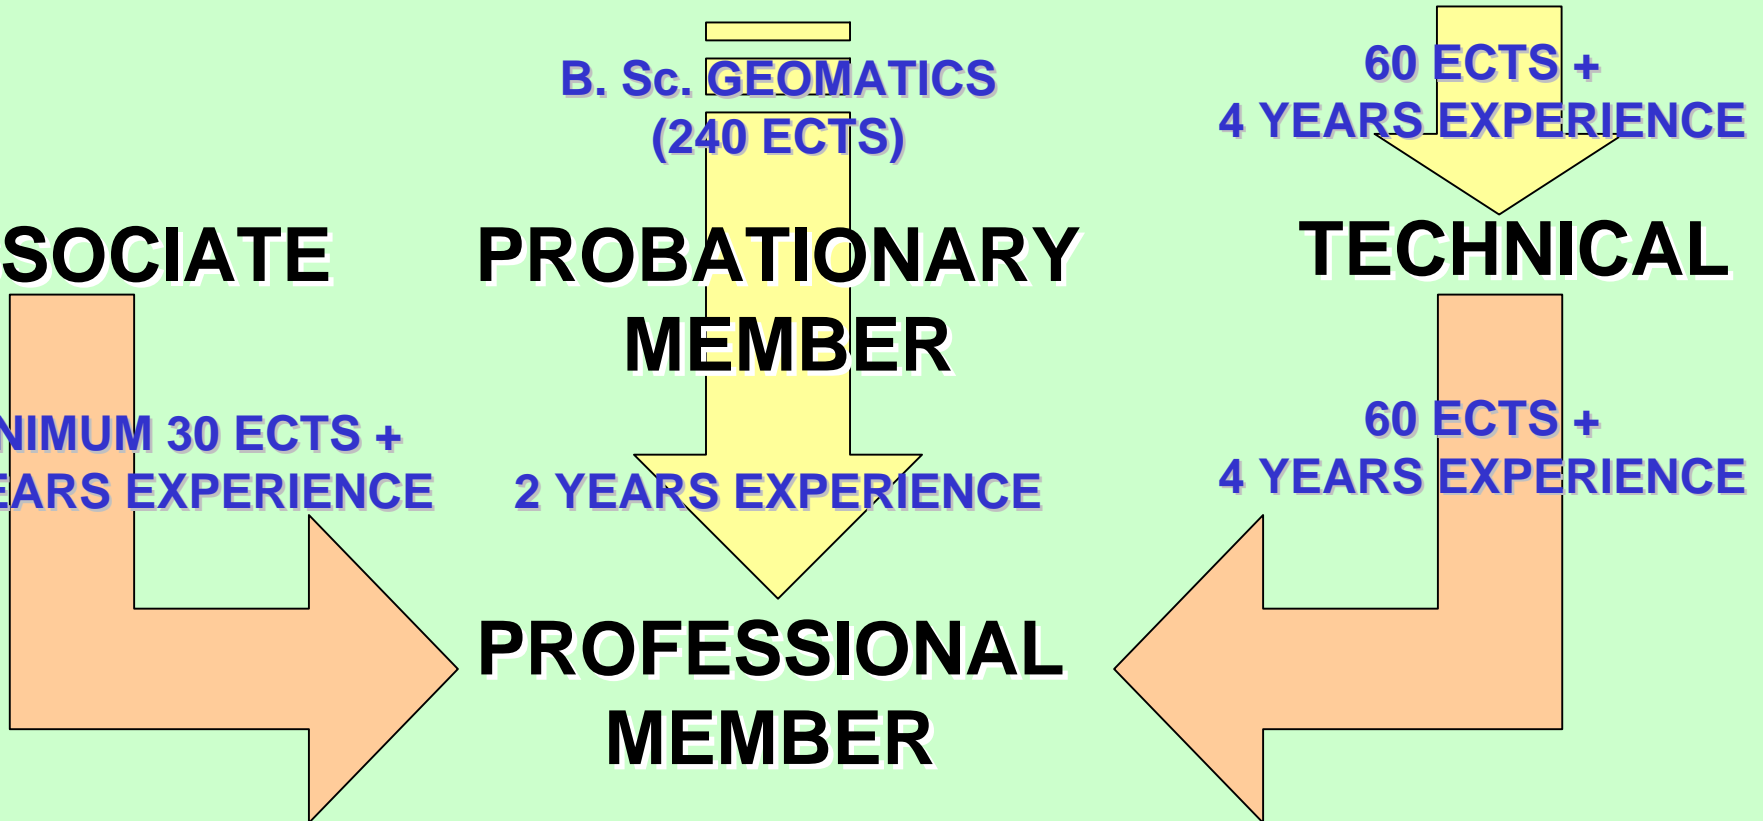 B. Sc. GEOMATICS
(240 ECTS)
60 ECTS +
4 YEARS EXPERIENCE
SOCIATE
PROBATIONARY
MEMBER
TECHNICAL
NIMUM 30 ECTS +
EARS EXPERIENCE
2 YEARS EXPERIENCE
60 ECTS +
4 YEARS EXPERIENCE
PROFESSIONAL
MEMBER